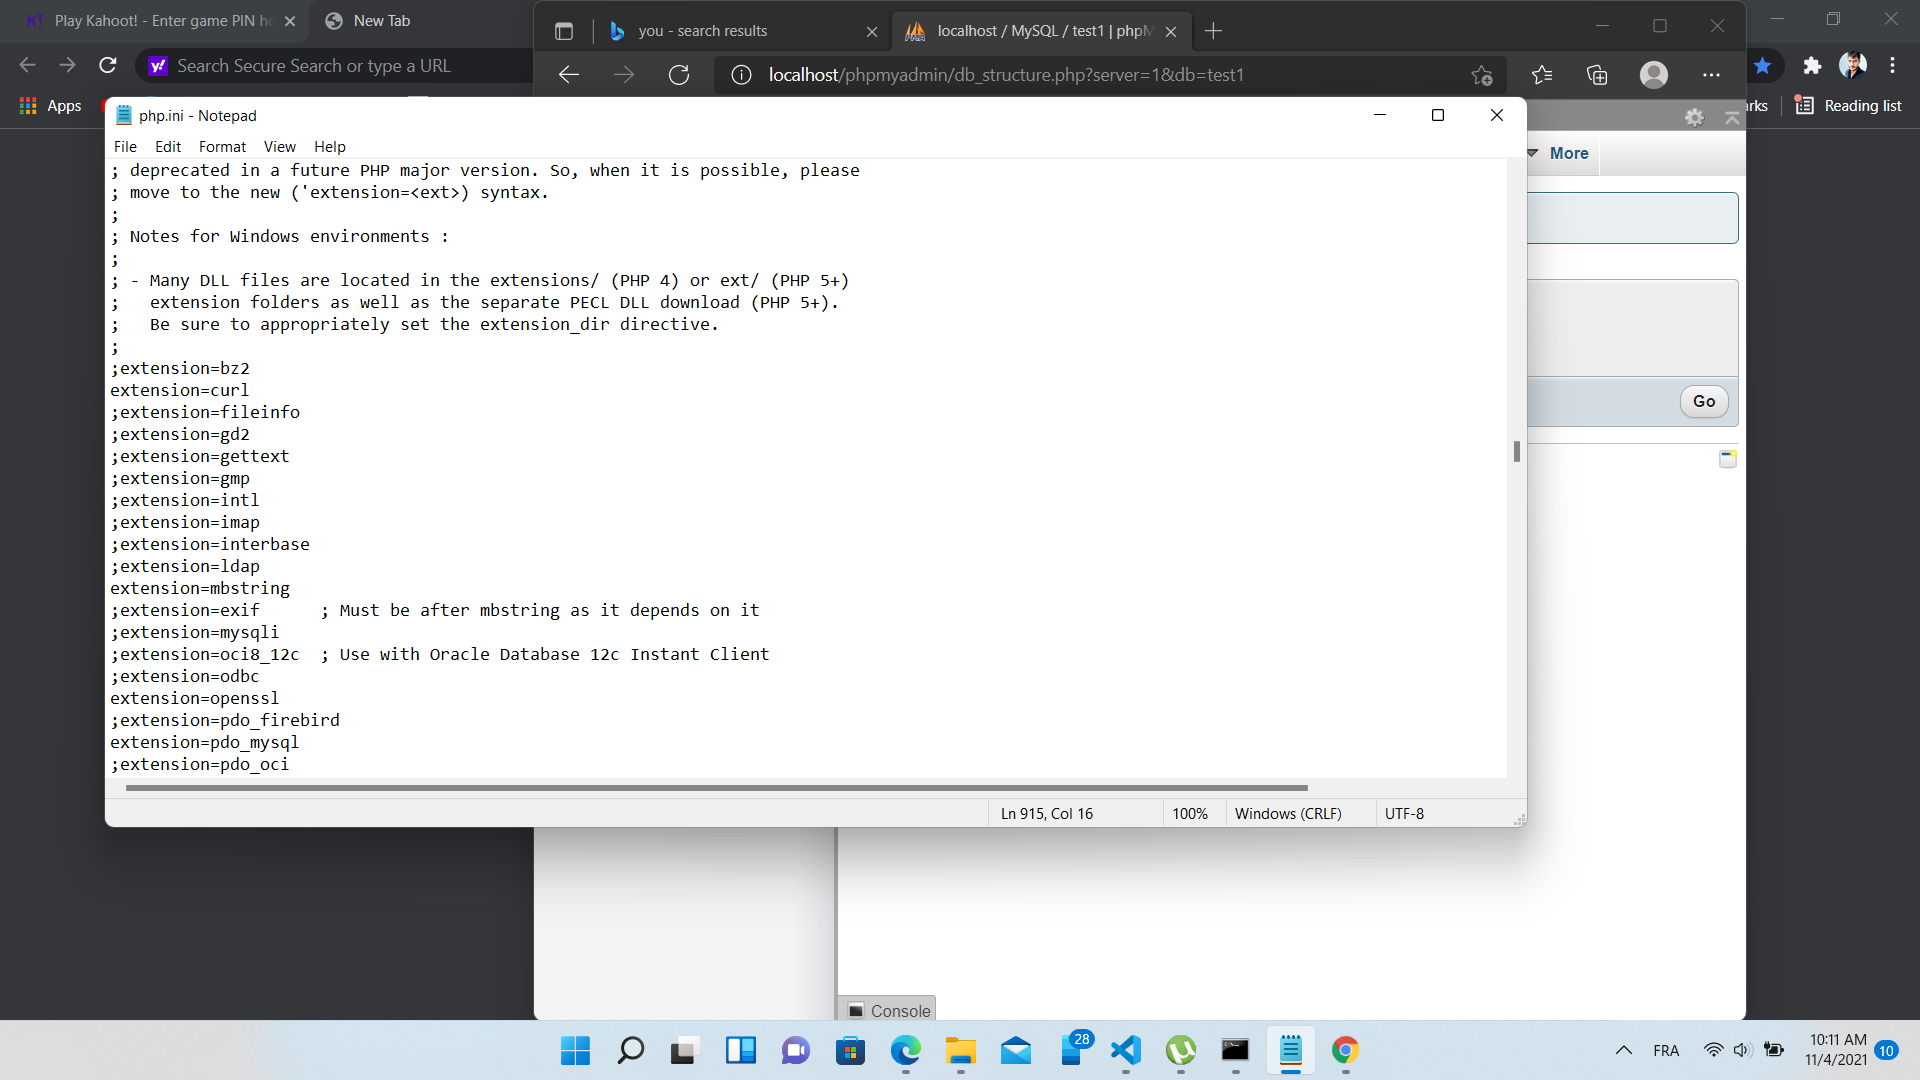 Play Kahoot! - Enter game PIN he
New Tab
you - search results
localhost / MySQL / test1 | phpM
Search Secure Search or type a URL
localhost/phpmyadmin/db_structure.php?server=1&db=test1
Apps
rks
Reading list
php.ini - Notepad
File Edit Format View Help
More
; deprecated in a future PHP major version. So, when it is possible, please
; move to the new ('extension=<ext>) syntax.
;
; Notes for Windows environments :
;
; - Many DLL files are located in the extensions/ (PHP 4) or ext/ (PHP 5+)
;   extension folders as well as the separate PECL DLL download (PHP 5+).
;   Be sure to appropriately set the extension_dir directive.
;
;extension=bz2
extension=curl
;extension=fileinfo
;extension=gd2
;extension=gettext
;extension=gmp
;extension=intl
;extension=imap
;extension=interbase
;extension=ldap
extension=mbstring
;extension=exif      ; Must be after mbstring as it depends on it
;extension=mysqli
;extension=oci8_12c  ; Use with Oracle Database 12c Instant Client
;extension=odbc
extension=openssl
;extension=pdo_firebird
extension=pdo_mysql
;extension=pdo_oci
Go
Ln 915, Col 16
100%
Windows (CRLF)
UTF-8
Console
28
FRA
10:11 AM
11/4/2021
10